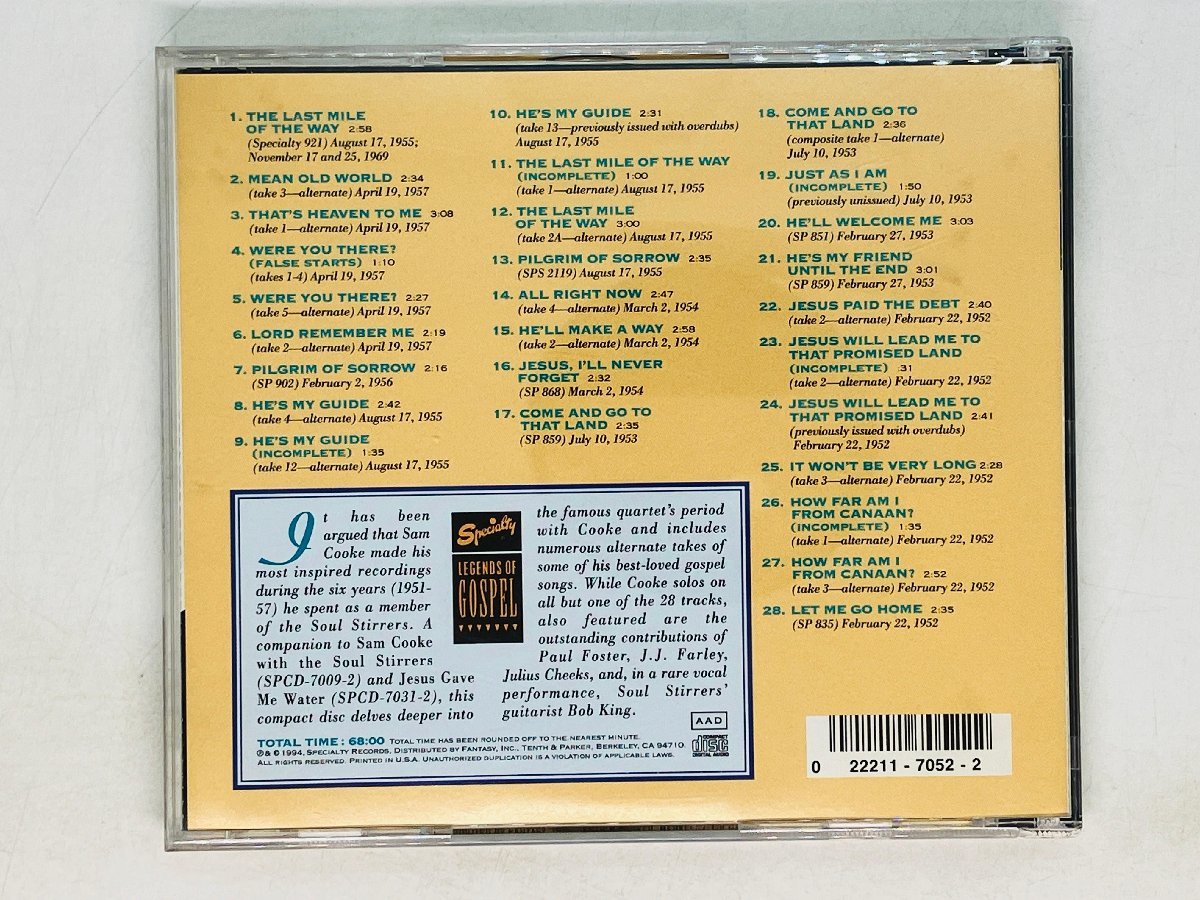 1. THE LAST MILE
OF THE WAY 2:58
(Specialty 921) August 17, 1955;
November 17 and 25, 1969
2. MEAN OLD WORLD 2:34
(take 3—alternate) April 19, 1957
3. THAT'S HEAVEN TO ME 3:08
(take 1—alternate) April 19, 1957
4. WERE YOU THERE?
(FALSE STARTS) 1:10
(takes 1-4) April 19, 1957
5. WERE YOU THERE? 2:27
(take 5—alternate) April 19, 1957
6. LORD REMEMBER ME 2:19
(take 2—alternate) April 19, 1957
7. PILGRIM OF SORROW 2:16
(SP 902) February 2, 1956
8. HE'S MY GUIDE 2:42
(take 4—alternate) August 17, 1955
9. HE'S MY GUIDE
(INCOMPLETE) 1:35
(take 12—alternate) August 17, 1955
10. HE'S MY GUIDE 2:31
(take 13—previously issued with overdubs)
August 17, 1955
11. THE LAST MILE OF THE WAY
(INCOMPLETE) 1:00
(take 1—alternate) August 17, 1955
12. THE LAST MILE
OF THE WAY 3:00
(take 2A—alternate) August 17, 1955
13. PILGRIM OF SORROW 2:35
(SPS 2119) August 17, 1955
14. ALL RIGHT NOW 2:47
(take 4—alternate) March 2, 1954
15. HE'LL MAKE A WAY 2:58
(take 2—alternate) March 2, 1954
16. JESUS, I'LL NEVER
FORGET 2:32
(SP 868) March 2, 1954
17. COME AND GO TO
THAT LAND 2:35
(SP 859) July 10, 1953
18. COME AND GO TO
THAT LAND 2:36
(composite take 1—alternate)
July 10, 1953
19. JUST AS I AM
(INCOMPLETE) 1:50
(previously unissued) July 10, 1953
20. HE'LL WELCOME ME 3:03
(SP 851) February 27, 1953
21. HE'S MY FRIEND
UNTIL THE END 3:01
(SP 859) February 27, 1953
22. JESUS PAID THE DEBT 2:40
(take 2—alternate) February 22, 1952
23. JESUS WILL LEAD ME TO
THAT PROMISED LAND
(INCOMPLETE) :31
(take 2—alternate) February 22, 1952
24. JESUS WILL LEAD ME TO
THAT PROMISED LAND 2:41
(previously issued with overdubs)
February 22, 1952
25. IT WON'T BE VERY LONG 2:28
(take 3—alternate) February 22, 1952
26. HOW FAR AM I
FROM CANAAN?
(INCOMPLETE) 1:35
(take 1—alternate) February 22, 1952
27. HOW FAR AM I
FROM CANAAN? 2:52
(take 3—alternate) February 22, 1952
28. LET ME GO HOME 2:35
(SP 835) February 22, 1952
It has been
argued that Sam
Cooke made his
most inspired recordings
during the six years (1951-
57) he spent as a member
of the Soul Stirrers. A
companion to Sam Cooke
with the Soul Stirrers
(SPCD-7009-2) and Jesus Gave
Me Water (SPCD-7031-2), this
compact disc delves deeper into
Specialty
LEGENDS OF
GOSPEL
the famous quartet's period
with Cooke and includes
numerous alternate takes of
some of his best-loved gospel
songs. While Cooke solos on
all but one of the 28 tracks,
also featured are the
outstanding contributions of
Paul Foster, J.J. Farley,
Julius Cheeks, and, in a rare vocal
performance, Soul Stirrers'
guitarist Bob King.
AAD
TOTAL TIME: 68:00 TOTAL TIME HAS BEEN ROUNDED OFF TO THE NEAREST MINUTE.
℗& © 1994, SPECIALTY RECORDS. DISTRIBUTED BY FANTASY, INC., TENTH & PARKER, BERKELEY, CA 94710.
ALL RIGHTS RESERVED. PRINTED IN U.S.A. UNAUTHORIZED DUPLICATION IS A VIOLATION OF APPLICABLE LAWS.
COMPACT
disc
DIGITAL AUDIO
0 22211 - 7052 - 2